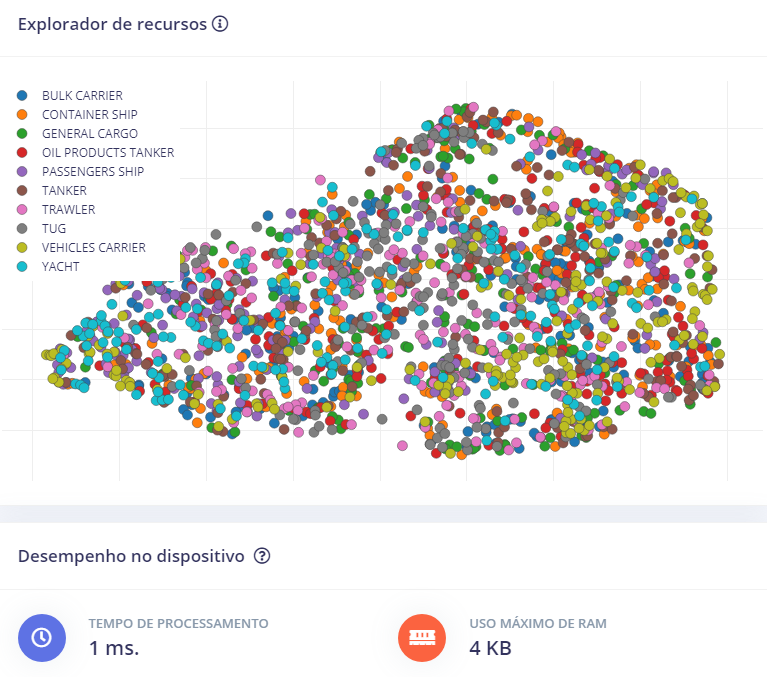 Explorador de recursos
BULK CARRIER
CONTAINER SHIP
GENERAL CARGO
OIL PRODUCTS TANKER
PASSENGERS SHIP
TANKER
TRAWLER
TUG
VEHICLES CARRIER
YACHT
Desempenho no dispositivo
TEMPO DE PROCESSAMENTO
1 ms.
USO MÁXIMO DE RAM
4 KB